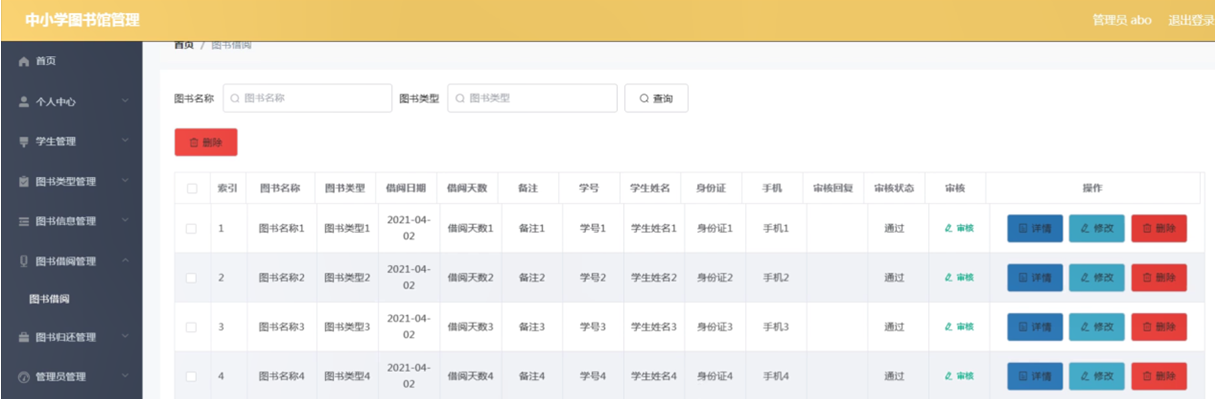 中小学图书馆管理
管理员 abo 退出登录
首页
个人中心
学生管理
图书类型管理
图书信息管理
图书借阅管理
图书借阅
图书归还管理
管理员管理
首页 / 图书借阅
图书名称 图书名称 图书类型 图书类型 查询
删除
索引 图书名称 图书类型 借阅日期 借阅天数 备注 学号 学生姓名 身份证 手机 审核回复 审核状态 审核 操作
1 图书名称1 图书类型1 2021-04-02 借阅天数1 备注1 学号1 学生姓名1 身份证1 手机1 通过 审核 详情 修改 删除
2 图书名称2 图书类型2 2021-04-02 借阅天数2 备注2 学号2 学生姓名2 身份证2 手机2 通过 审核 详情 修改 删除
3 图书名称3 图书类型3 2021-04-02 借阅天数3 备注3 学号3 学生姓名3 身份证3 手机3 通过 审核 详情 修改 删除
4 图书名称4 图书类型4 2021-04-02 借阅天数4 备注4 学号4 学生姓名4 身份证4 手机4 通过 审核 详情 修改 删除